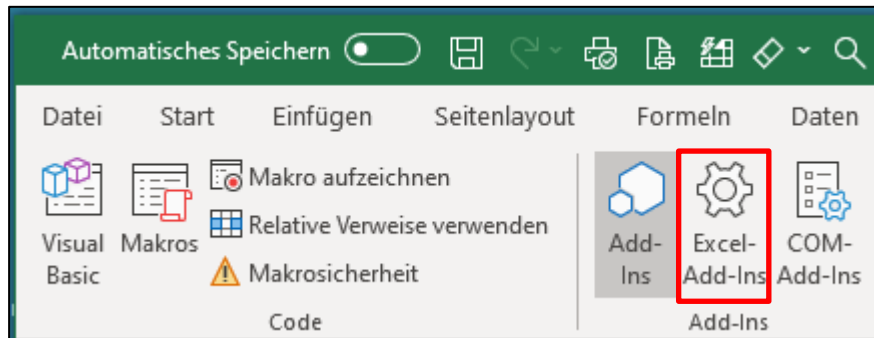 Automatisches Speichern
Datei Start Einfügen Seitenlayout Formeln Daten
Visual
Basic
Makros
Makro aufzeichnen
Relative Verweise verwenden
Makrosicherheit
Code
Add-
Ins
Excel-
Add-Ins
COM-
Add-Ins
Add-Ins